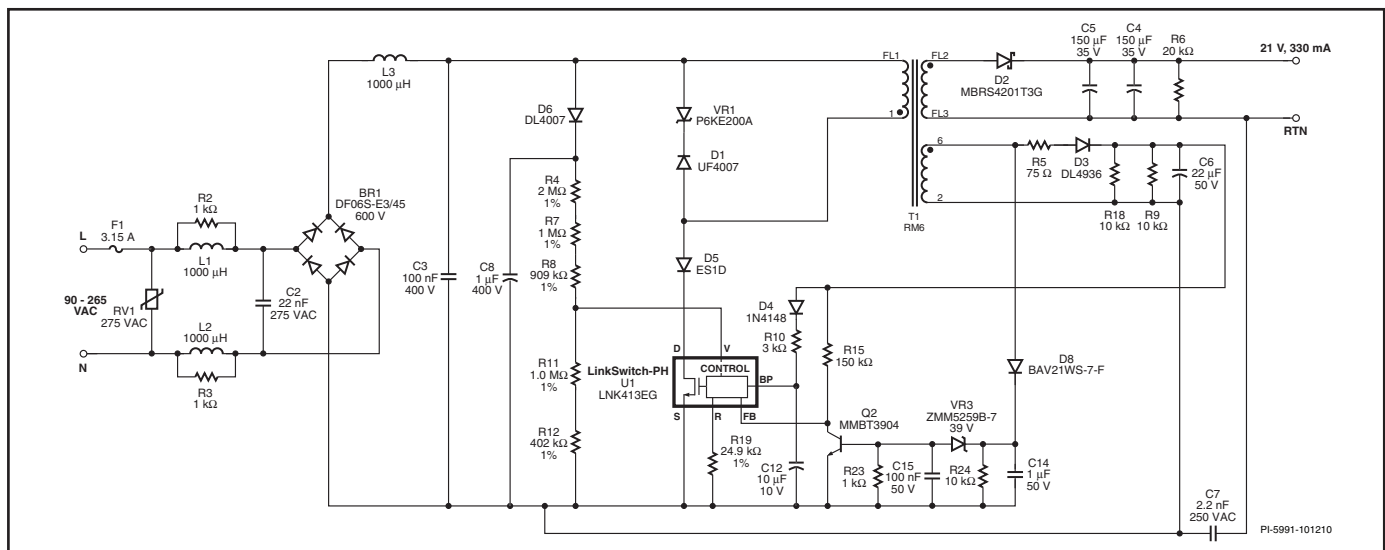 L3
1000 µH
D6
DL4007
VR1
P6KE200A
D1
UF4007
FL1
1
FL2
FL3
D2
MBRS4201T3G
C5
150 µF
35 V
C4
150 µF
35 V
R6
20 kΩ
21 V, 330 mA
RTN
6
2
T1
RM6
R5
75 Ω
D3
DL4936
R18
10 kΩ
R9
10 kΩ
C6
22 µF
50 V
L
F1
3.15 A
R2
1 kΩ
L1
1000 µH
BR1
DF06S-E3/45
600 V
90 - 265
VAC
RV1
275 VAC
C2
22 nF
275 VAC
L2
1000 µH
N
R3
1 kΩ
C3
100 nF
400 V
C8
1 µF
400 V
R4
2 MΩ
1%
R7
1 MΩ
1%
R8
909 kΩ
1%
R11
1.0 MΩ
1%
R12
402 kΩ
1%
D5
ES1D
D4
1N4148
R10
3 kΩ
R15
150 kΩ
D
V
CONTROL
BP
S
R
FB
LinkSwitch-PH
U1
LNK413EG
R19
24.9 kΩ
1%
C12
10 µF
10 V
Q2
MMBT3904
R23
1 kΩ
C15
100 nF
50 V
VR3
ZMM5259B-7
39 V
R24
10 kΩ
D8
BAV21WS-7-F
C14
1 µF
50 V
C7
2.2 nF
250 VAC
PI-5991-101210